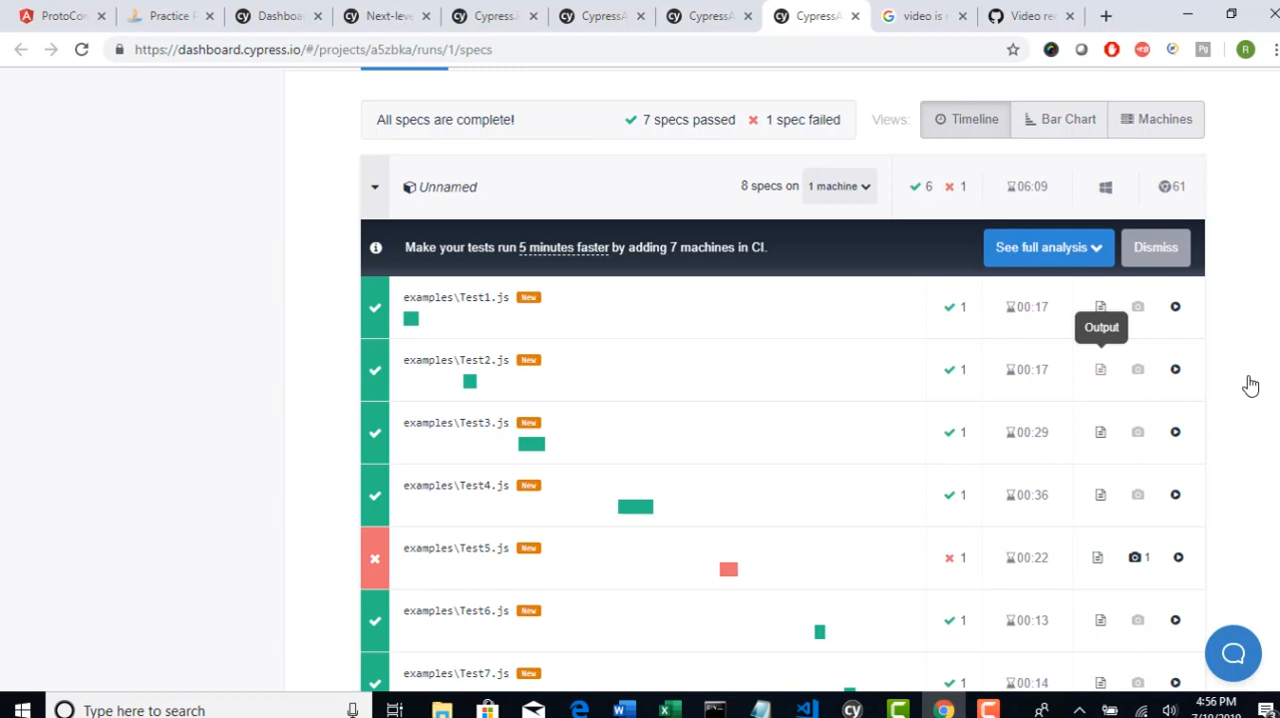 ProtoCon
Practice
Dashboa
Next-leve
Cypress
CypressA
CypressA
CypressA
video is
Video re
https://dashboard.cypress.io/#/projects/a5zbka/runs/1/specs
R
All specs are complete! 7 specs passed 1 spec failed Views: Timeline Bar Chart Machines
Unnamed 8 specs on 1 machine 6 1 06:09 61
Make your tests run 5 minutes faster by adding 7 machines in CI. See full analysis Dismiss
examples\Test1.js New 1 00:17
Output
examples\Test2.js New 1 00:17
examples\Test3.js New 1 00:29
examples\Test4.js New 1 00:36
examples\Test5.js New 1 00:22 1
examples\Test6.js New 1 00:13
examples\Test7.js New 1 00:14
Type here to search
4:56 PM